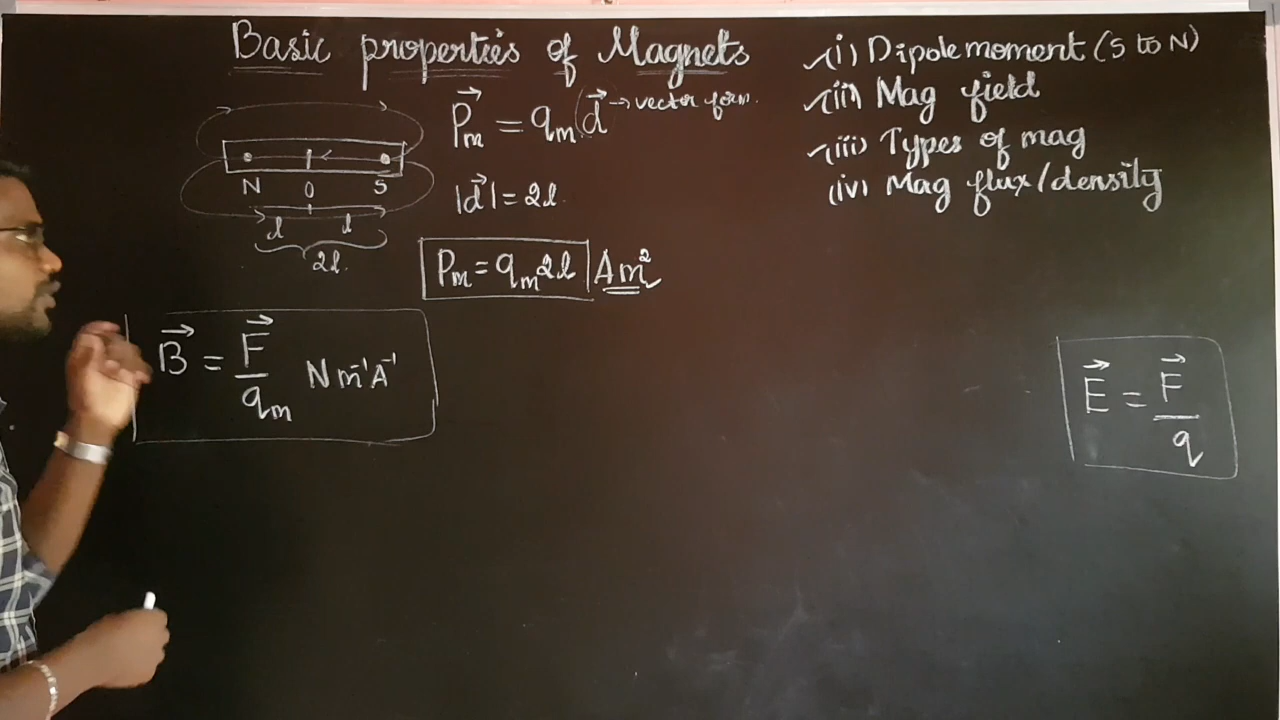 Basic properties of Magnets
N O S
l l
2l
P⃗m = qm d⃗ → vector form.
|d⃗| = 2l
Pm = qm 2l Am²
B⃗ = F⃗ / qm N m⁻¹ A⁻¹
(i) Dipole moment (S to N)
(ii) Mag field
(iii) Types of mag
(iv) Mag flux/density
E⃗ = F⃗ / q